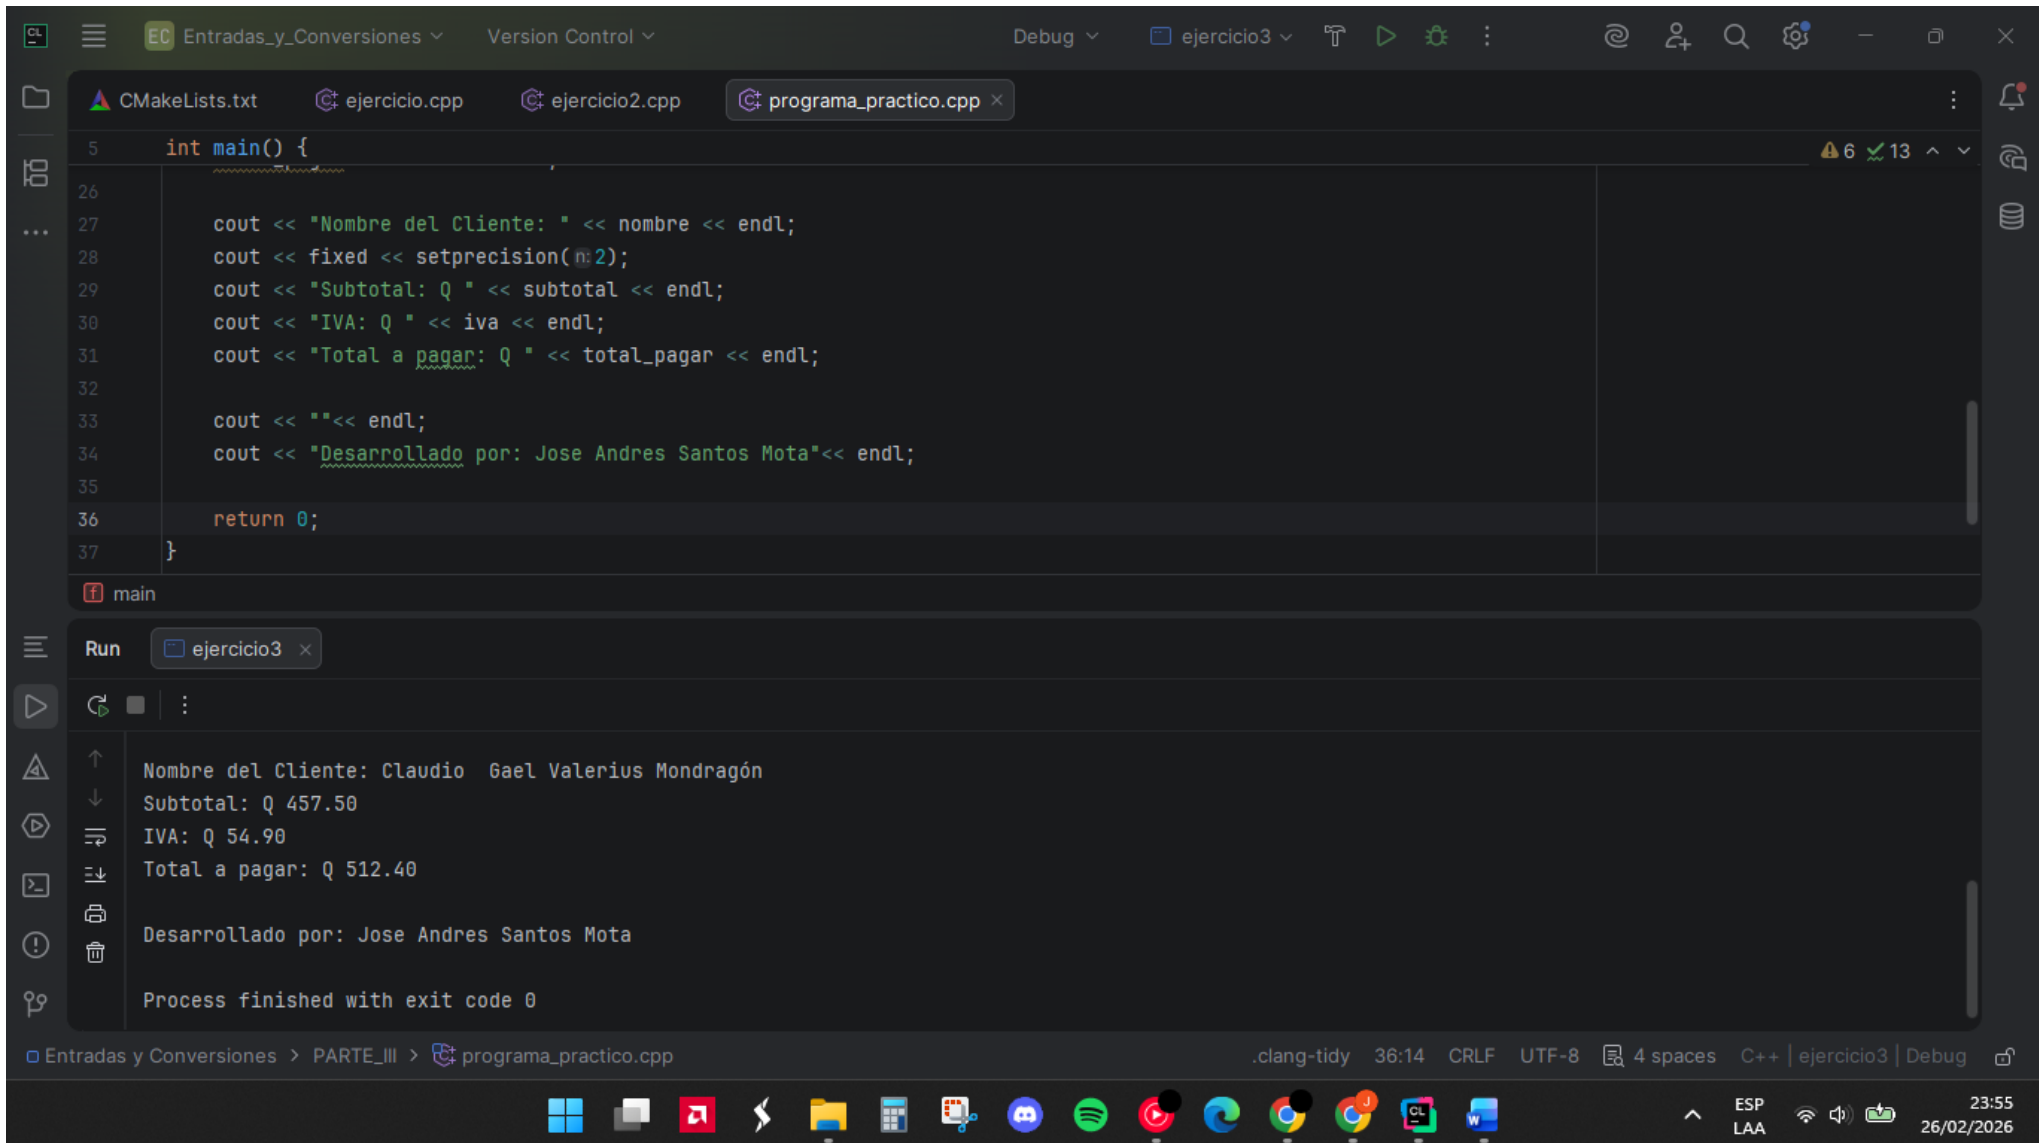 CL
EC Entradas_y_Conversiones Version Control Debug ejercicio3
CMakeLists.txt ejercicio.cpp ejercicio2.cpp programa_practico.cpp
5 int main() {
6 13
26
27 cout << "Nombre del Cliente: " << nombre << endl;
28 cout << fixed << setprecision( n: 2);
29 cout << "Subtotal: Q " << subtotal << endl;
30 cout << "IVA: Q " << iva << endl;
31 cout << "Total a pagar: Q " << total_pagar << endl;
32
33 cout << ""<< endl;
34 cout << "Desarrollado por: Jose Andres Santos Mota"<< endl;
35
36 return 0;
37 }
f main
Run ejercicio3
Nombre del Cliente: Claudio  Gael Valerius Mondragón
Subtotal: Q 457.50
IVA: Q 54.90
Total a pagar: Q 512.40
Desarrollado por: Jose Andres Santos Mota
Process finished with exit code 0
Entradas y Conversiones > PARTE_III > programa_practico.cpp
.clang-tidy 36:14 CRLF UTF-8 4 spaces C++ | ejercicio3 | Debug
J
CL
W
ESP
LAA
23:55
26/02/2026